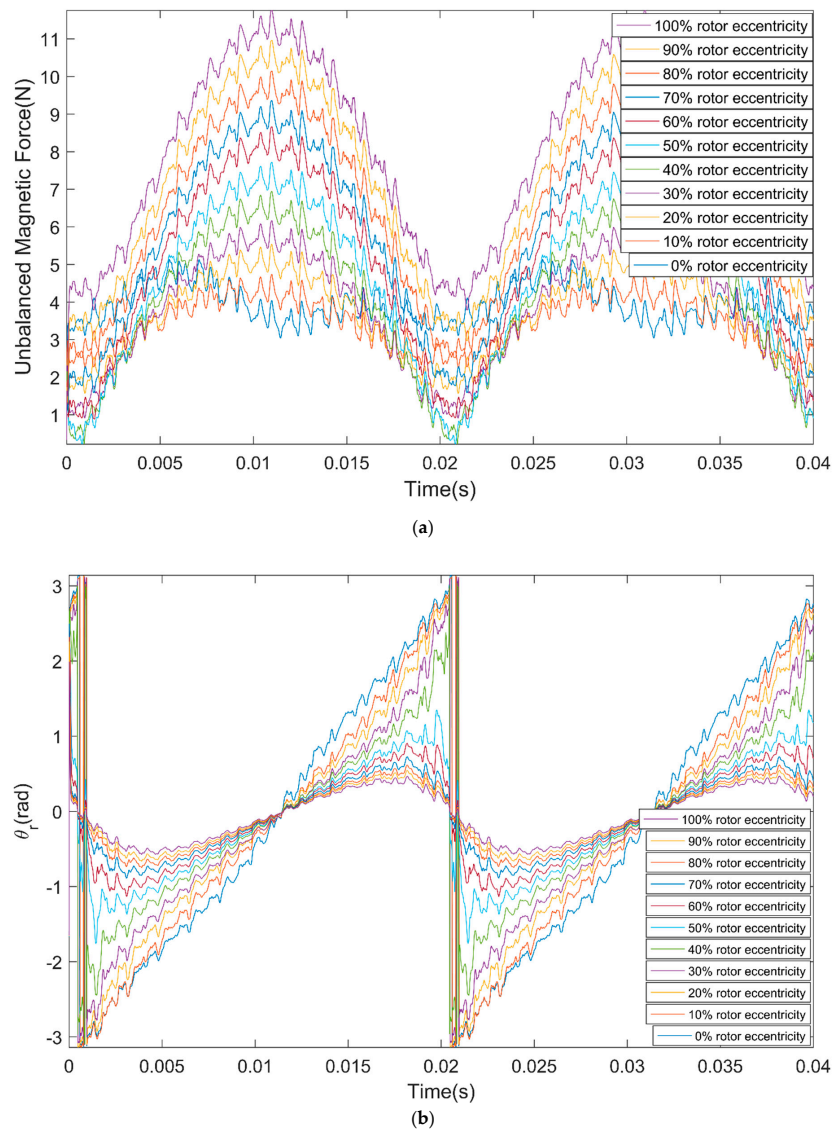 Unbalanced Magnetic Force(N)
11
10
9
8
7
6
5
4
3
2
1
100% rotor eccentricity
90% rotor eccentricity
80% rotor eccentricity
70% rotor eccentricity
60% rotor eccentricity
50% rotor eccentricity
40% rotor eccentricity
30% rotor eccentricity
20% rotor eccentricity
10% rotor eccentricity
0% rotor eccentricity
0 0.005 0.01 0.015 0.02 0.025 0.03 0.035 0.04
Time(s)
(a)
θr(rad)
3
2
1
0
-1
-2
-3
100% rotor eccentricity
90% rotor eccentricity
80% rotor eccentricity
70% rotor eccentricity
60% rotor eccentricity
50% rotor eccentricity
40% rotor eccentricity
30% rotor eccentricity
20% rotor eccentricity
10% rotor eccentricity
0% rotor eccentricity
0 0.005 0.01 0.015 0.02 0.025 0.03 0.035 0.04
Time(s)
(b)